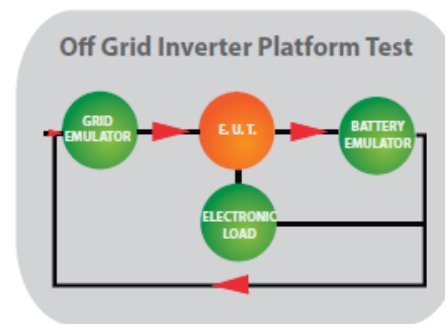 Off Grid Inverter Platform Test
GRID
EMULATOR
E. U. T.
BATTERY
EMULATOR
ELECTRONIC
LOAD